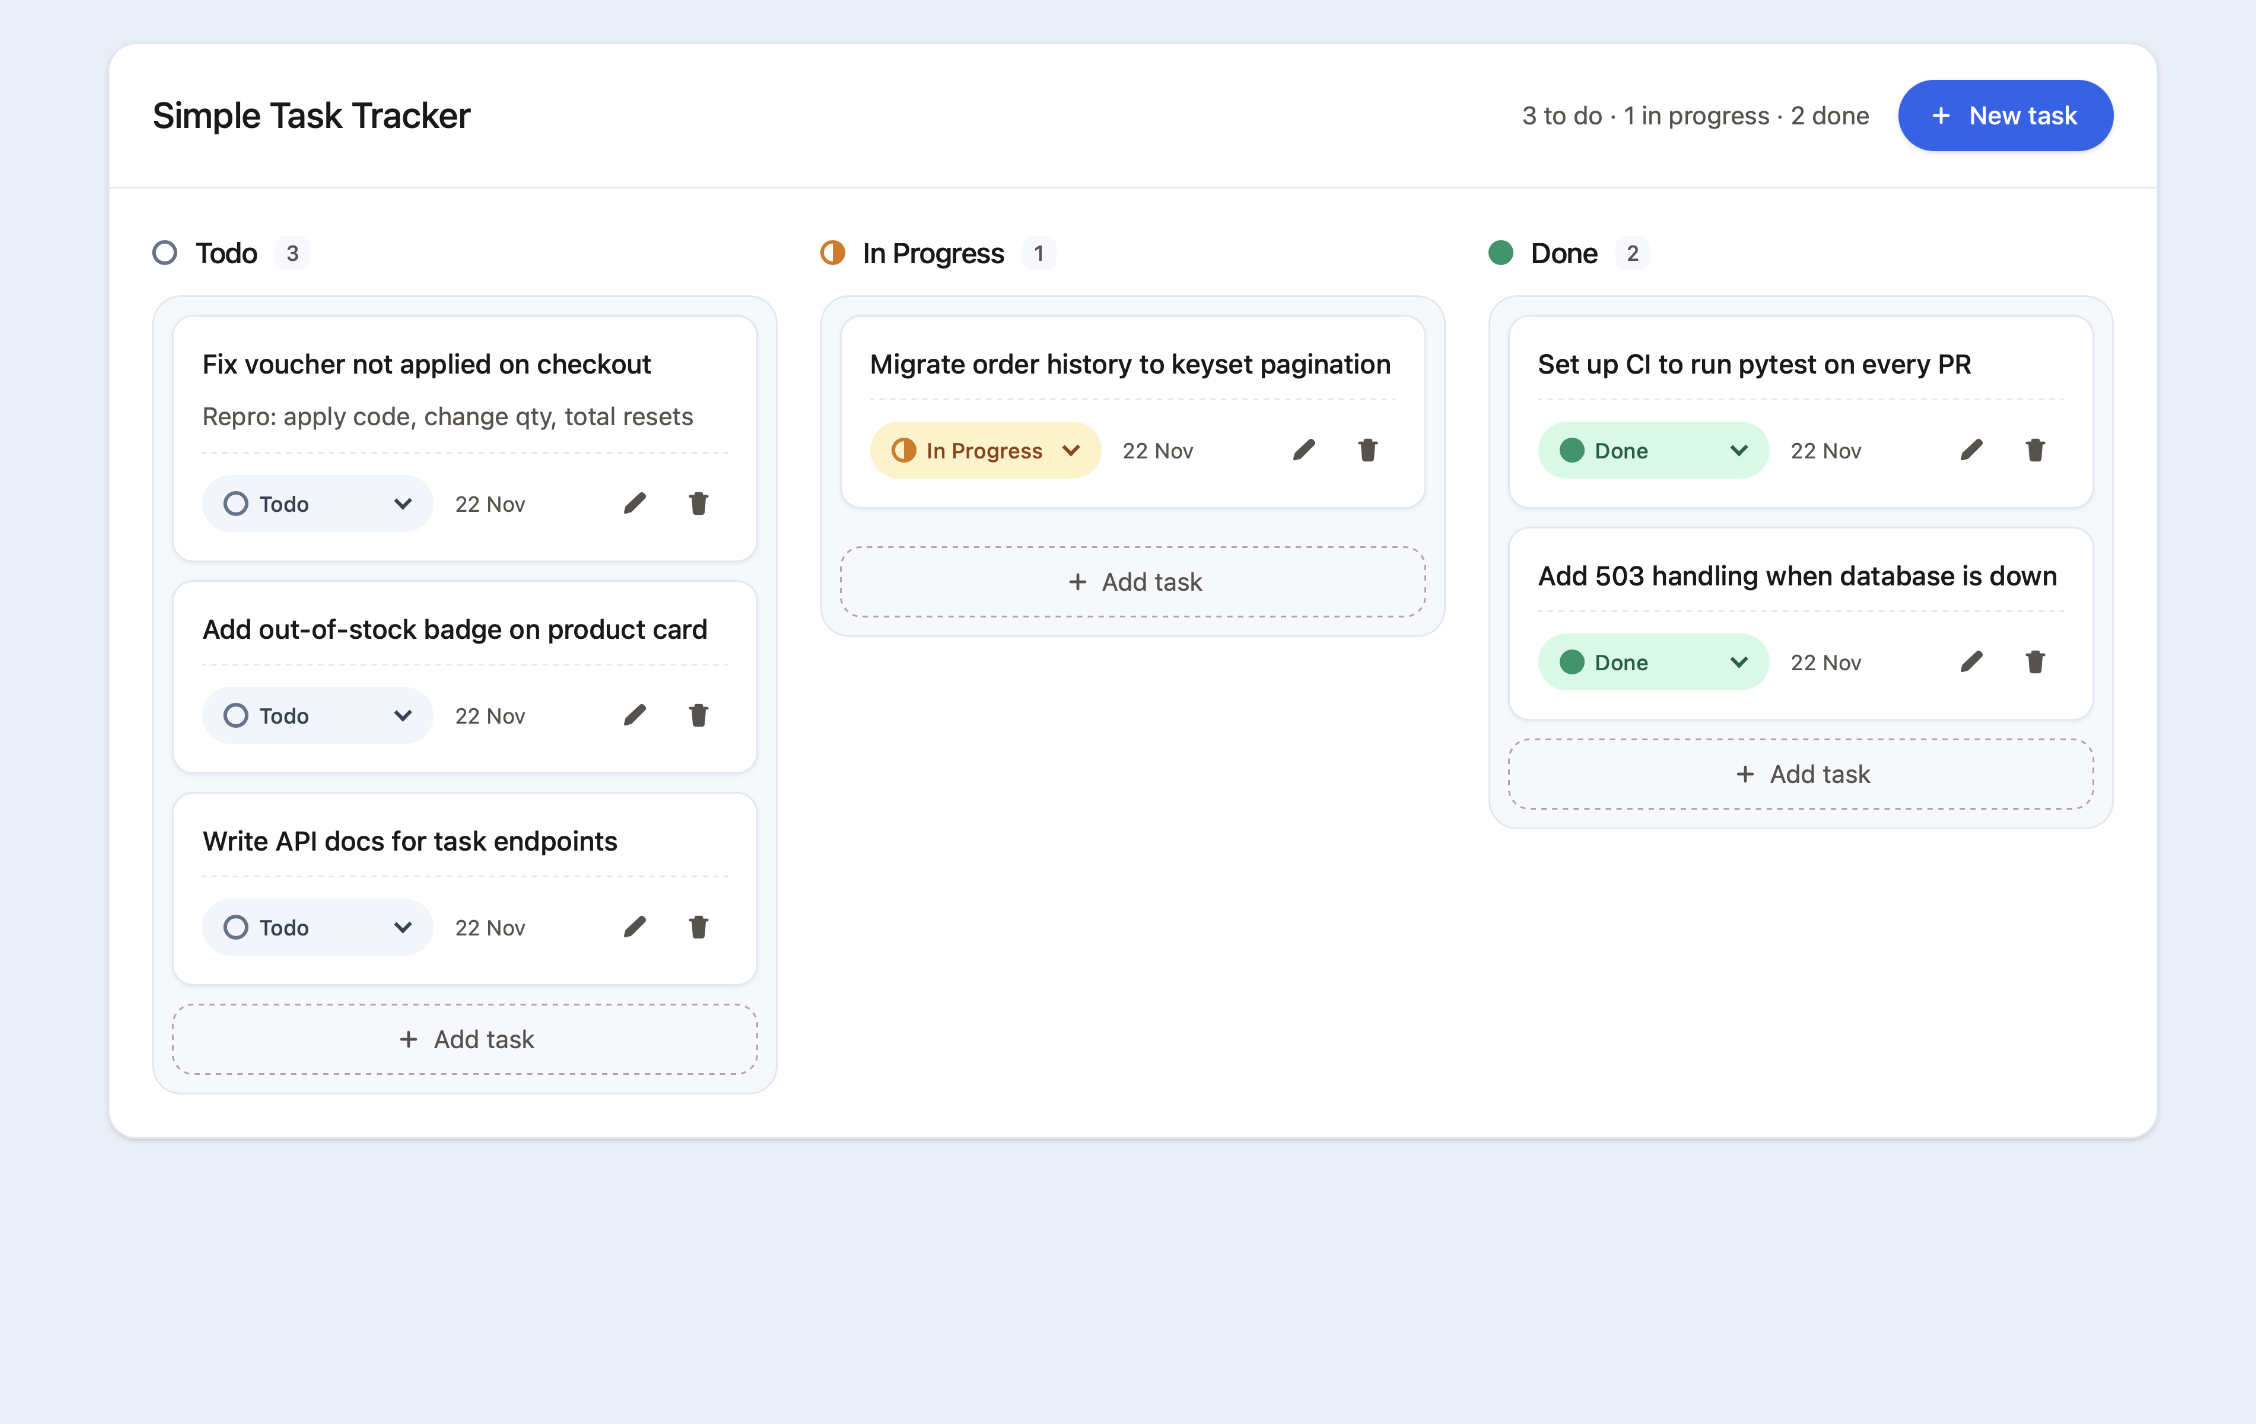 Simple Task Tracker
3 to do · 1 in progress · 2 done
+ New task
Todo 3
Fix voucher not applied on checkout
Repro: apply code, change qty, total resets
Todo 22 Nov
Add out-of-stock badge on product card
Todo 22 Nov
Write API docs for task endpoints
Todo 22 Nov
+ Add task
In Progress 1
Migrate order history to keyset pagination
In Progress 22 Nov
+ Add task
Done 2
Set up CI to run pytest on every PR
Done 22 Nov
Add 503 handling when database is down
Done 22 Nov
+ Add task